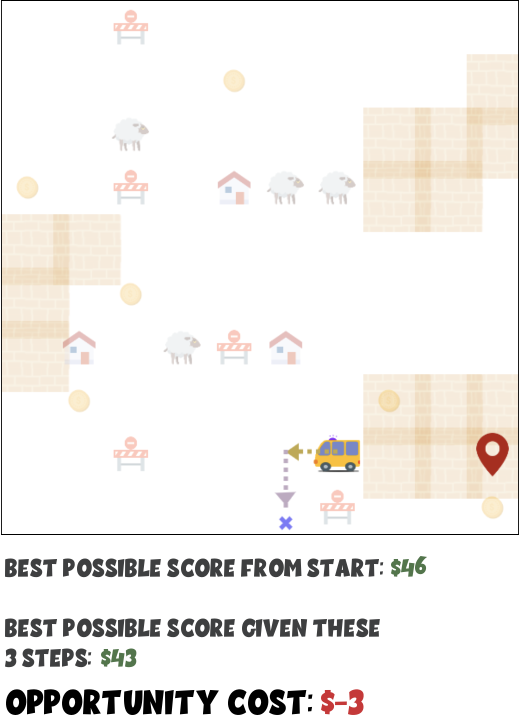 BEST POSSIBLE SCORE FROM START: $46
BEST POSSIBLE SCORE GIVEN THESE
3 STEPS: $43
OPPORTUNITY COST: $-3